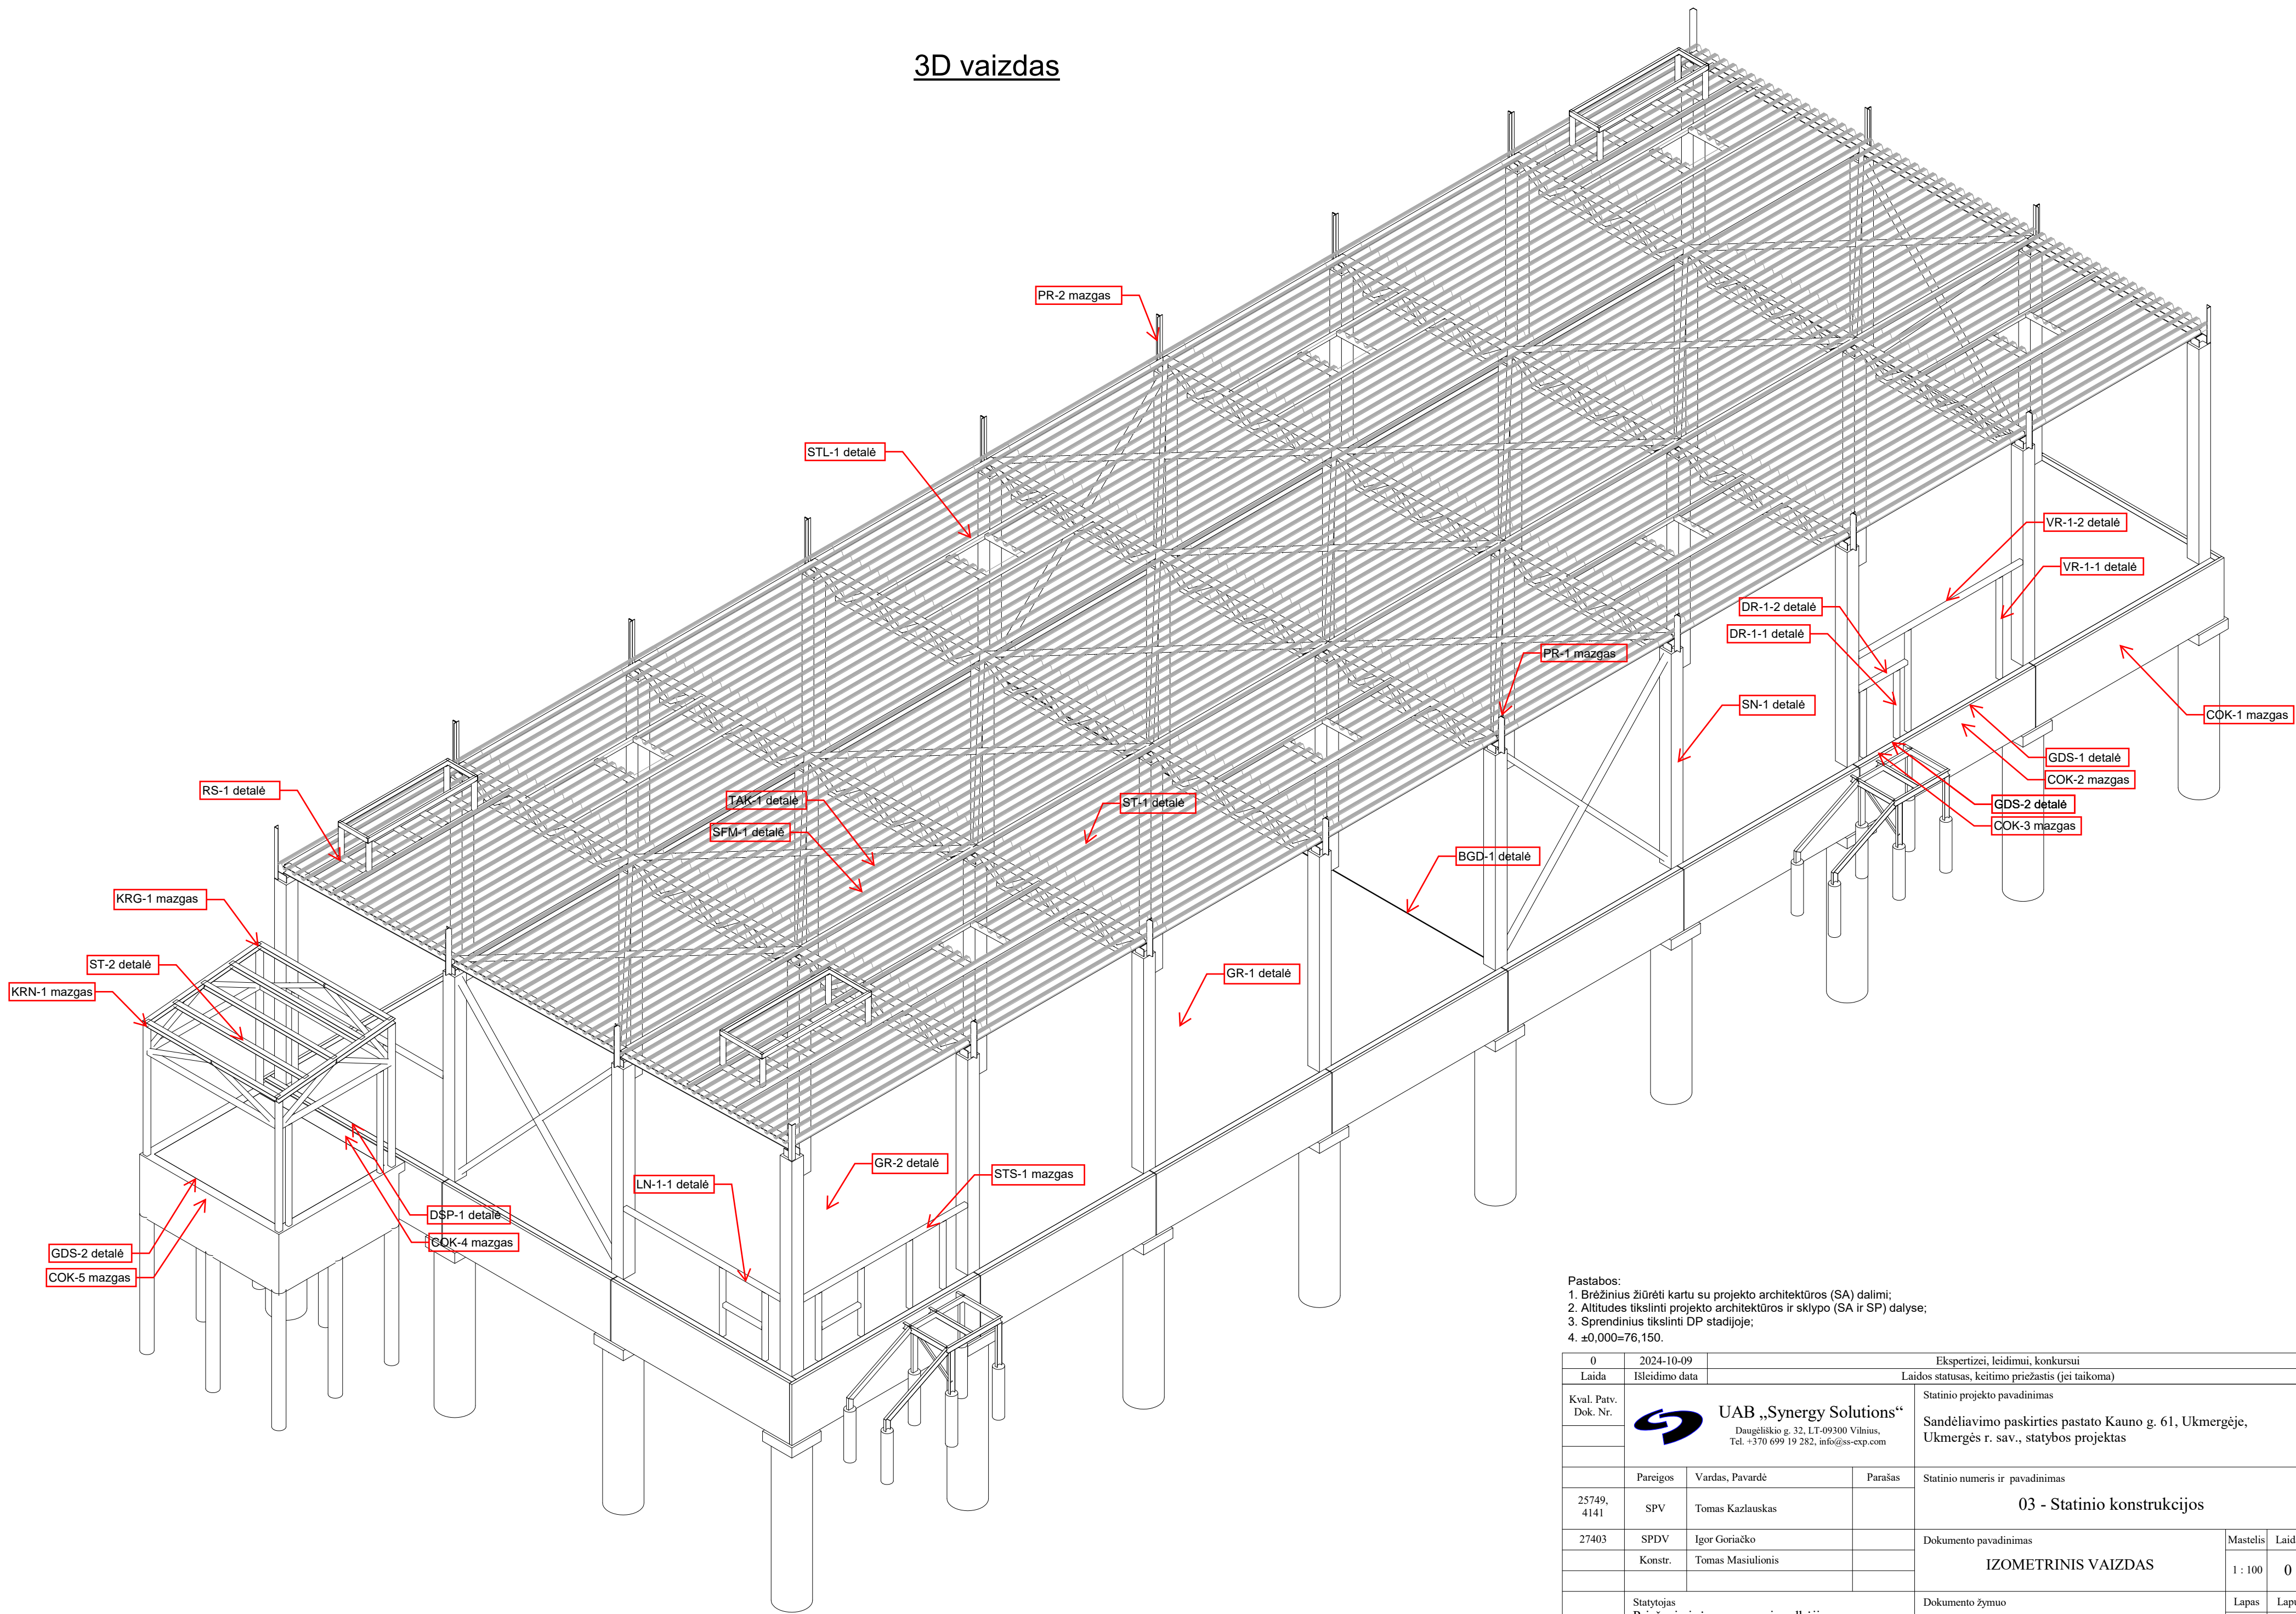 3D vaizdas
PR-2 mazgas
STL-1 detalė
VR-1-2 detalė
VR-1-1 detalė
DR-1-2 detalė
DR-1-1 detalė
PR-1 mazgas
SN-1 detalė
COK-1 mazgas
GDS-1 detalė
COK-2 mazgas
GDS-2 detalė
COK-3 mazgas
RS-1 detalė
TAK-1 detalė
ST-1 detalė
SFM-1 detalė
BGD-1 detalė
KRG-1 mazgas
ST-2 detalė
KRN-1 mazgas
GR-1 detalė
GR-2 detalė
STS-1 mazgas
LN-1-1 detalė
DSP-1 detalė
COK-4 mazgas
GDS-2 detalė
COK-5 mazgas
Pastabos:
1. Brėžinius žiūrėti kartu su projekto architektūros (SA) dalimi;
2. Altitudes tikslinti projekto architektūros ir sklypo (SA ir SP) dalyse;
3. Sprendinius tikslinti DP stadijoje;
4. ±0,000=76,150.
0 2024-10-09 Ekspertizei, leidimui, konkursui
Laida Išleidimo data Laidos statusas, keitimo priežastis (jei taikoma)
Kval. Patv.
Dok. Nr.
UAB „Synergy Solutions“
Daugėliškio g. 32, LT-09300 Vilnius,
Tel. +370 699 19 282, info@ss-exp.com
Statinio projekto pavadinimas
Sandėliavimo paskirties pastato Kauno g. 61, Ukmergėje,
Ukmergės r. sav., statybos projektas
Pareigos Vardas, Pavardė Parašas
Statinio numeris ir pavadinimas
03 - Statinio konstrukcijos
25749,
4141
SPV Tomas Kazlauskas
27403 SPDV Igor Goriačko
Konstr. Tomas Masiulionis
Dokumento pavadinimas
IZOMETRINIS VAIZDAS
Mastelis
1 : 100
0
Statytojas
Dokumento žymuo
Lapas